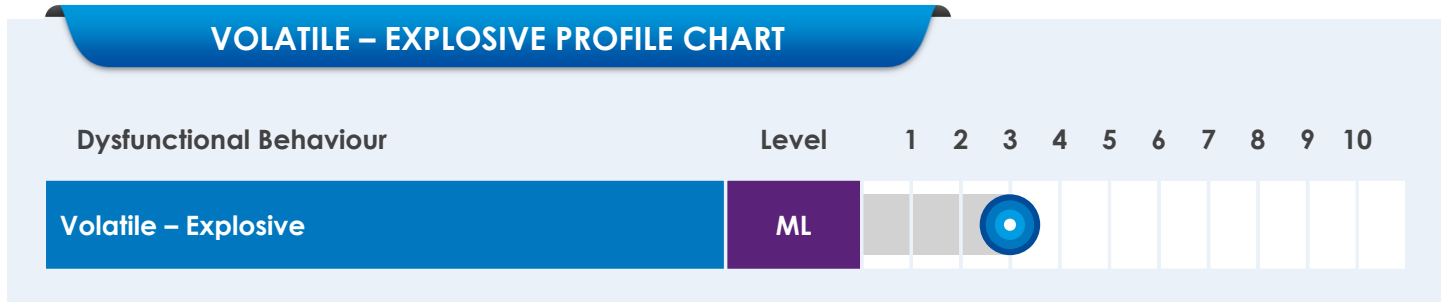 VOLATILE – EXPLOSIVE PROFILE CHART
Dysfunctional Behaviour Level 1 2 3 4 5 6 7 8 9 10
Volatile – Explosive ML